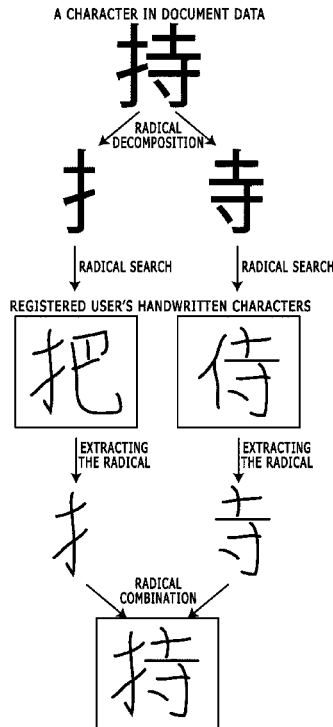 A CHARACTER IN DOCUMENT DATA
持
RADICAL
DECOMPOSITION
扌 寺
RADICAL SEARCH RADICAL SEARCH
REGISTERED USER'S HANDWRITTEN CHARACTERS
把 侍
EXTRACTING
THE RADICAL
EXTRACTING
THE RADICAL
扌 寺
RADICAL
COMBINATION
持